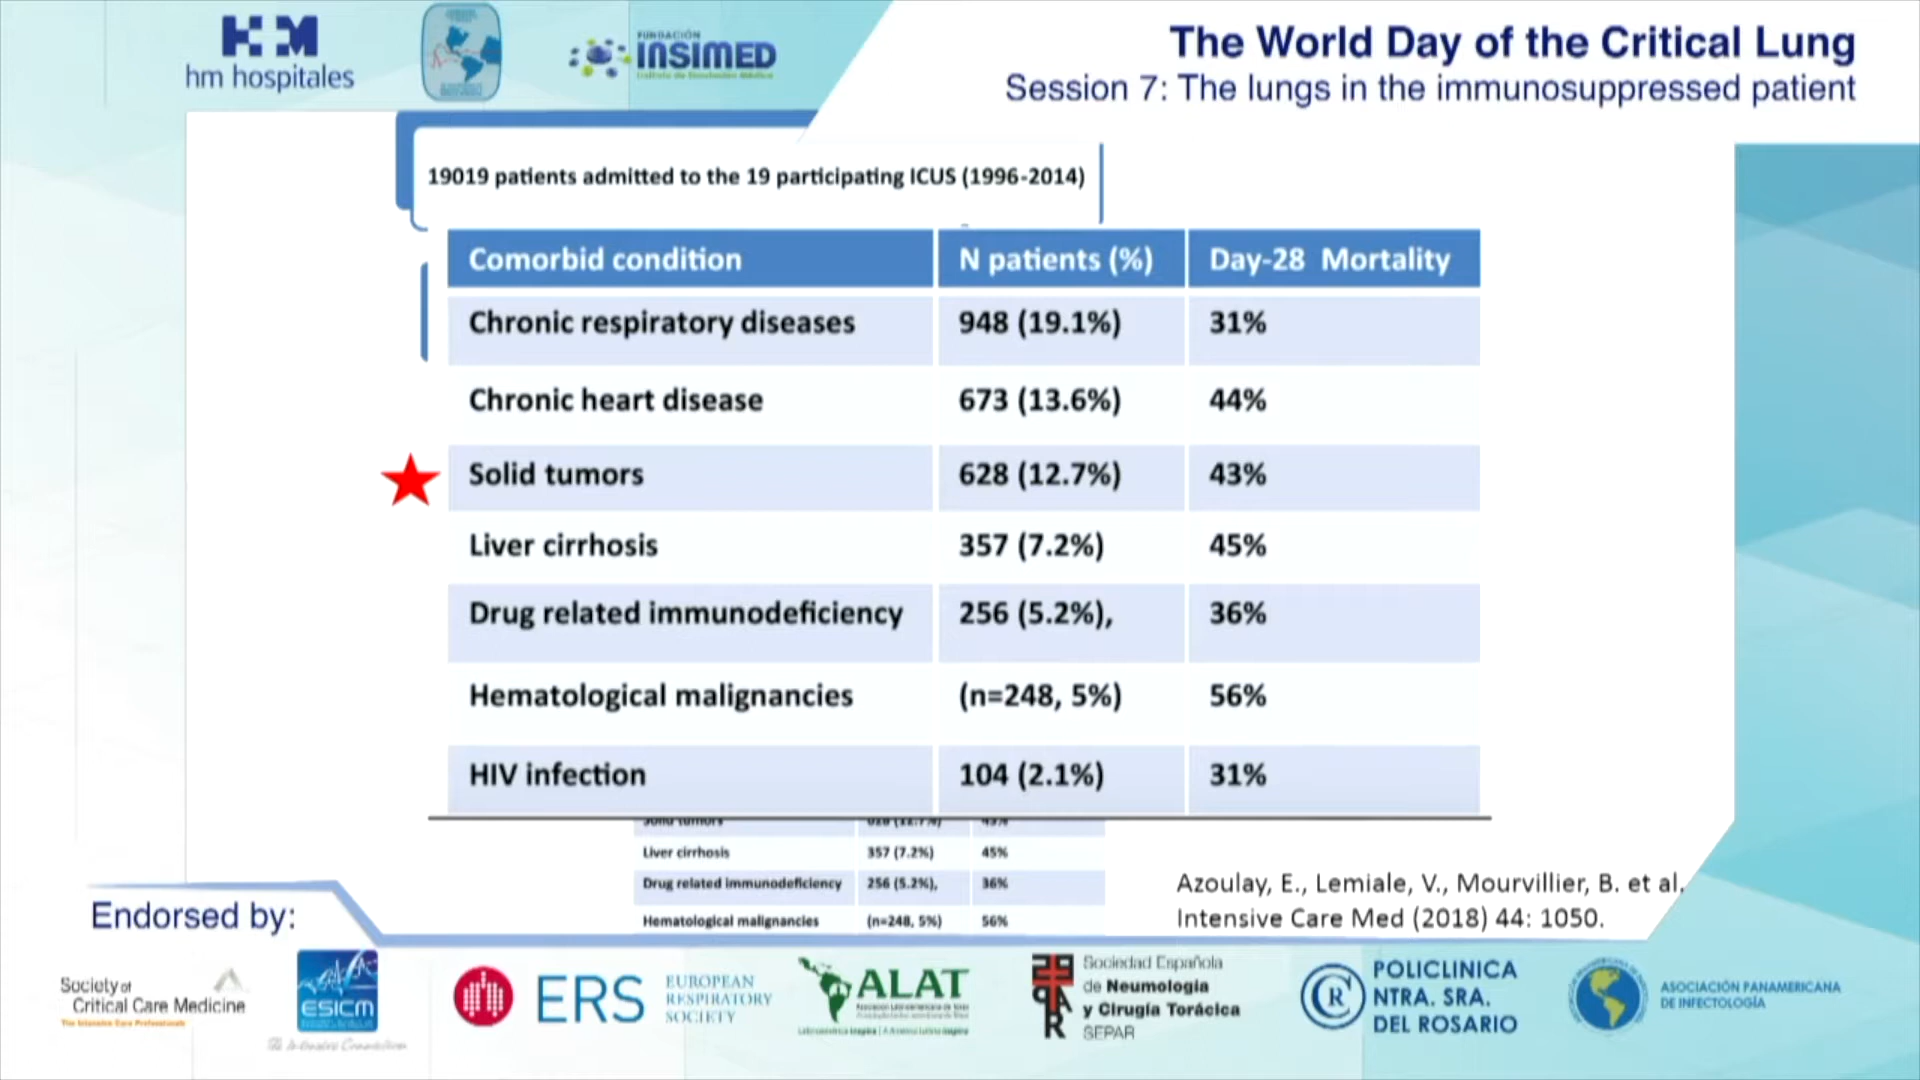 hm hospitales
FUNDACIÓN
INSIMED
The World Day of the Critical Lung
Session 7: The lungs in the immunosuppressed patient
19019 patients admitted to the 19 participating ICUS (1996-2014)
Comorbid condition N patients (%) Day-28 Mortality
Chronic respiratory diseases 948 (19.1%) 31%
Chronic heart disease 673 (13.6%) 44%
Solid tumors 628 (12.7%) 43%
Liver cirrhosis 357 (7.2%) 45%
Drug related immunodeficiency 256 (5.2%), 36%
Hematological malignancies (n=248, 5%) 56%
HIV infection 104 (2.1%) 31%
Liver cirrhosis 357 (7.2%) 45%
Drug related immunodeficiency 256 (5.2%), 36%
Hematological malignancies (n=248, 5%) 56%
Azoulay, E., Lemiale, V., Mourvillier, B. et al.
Intensive Care Med (2018) 44: 1050.
Endorsed by:
Society of
Critical Care Medicine
The Intensive Care Professionals
ESICM
ERS
EUROPEAN
RESPIRATORY
SOCIETY
ALAT
SEPAR
Sociedad Española
de Neumología
y Cirugía Torácica
SEPAR
CR
POLICLINICA
NTRA. SRA.
DEL ROSARIO
ASOCIACIÓN PANAMERICANA
DE INFECTOLOGÍA